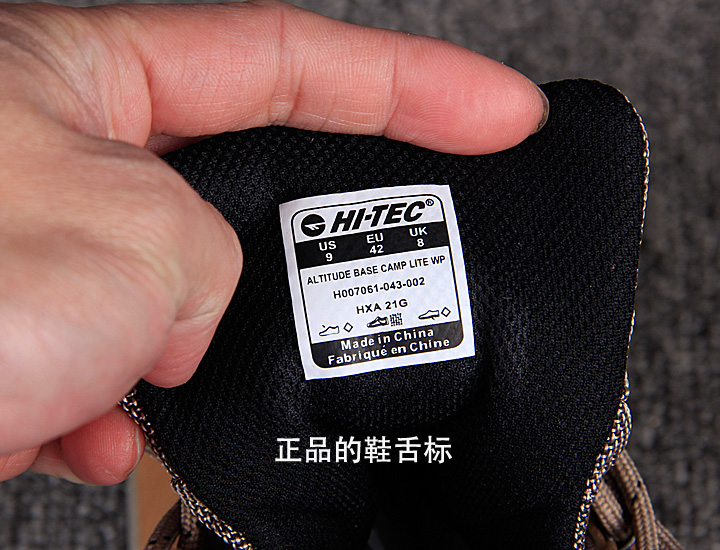 HI-TEC®
US EU UK
9 42 8
ALTITUDE BASE CAMP LITE WP
H007061-043-002
HXA 21G
Made in China
Fabriqué en Chine
正品的鞋舌标